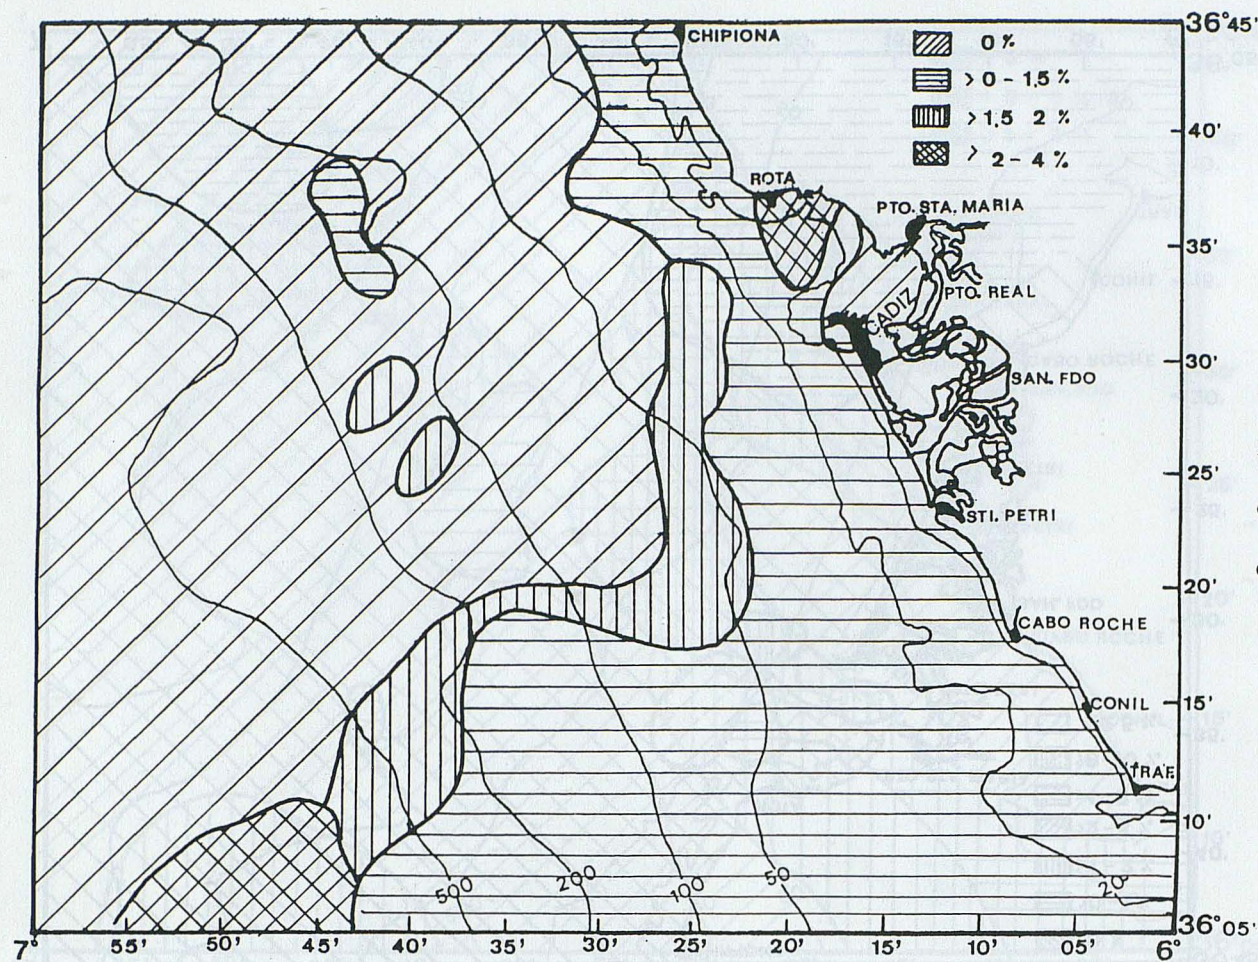 36°45'
CHIPIONA
0 %
> 0 - 1,5 %
> 1,5 2 %
> 2 - 4 %
40'
ROTA
PTO. STA. MARIA
35'
PTO. REAL
CADIZ
30'
SAN. FDO
25'
STI. PETRI
20'
CABO ROCHE
15'
CONIL
TRAF.
10'
500
200
100
50
20
36°05'
7° 55' 50' 45' 40' 35' 30' 25' 20' 15' 10' 05' 6°